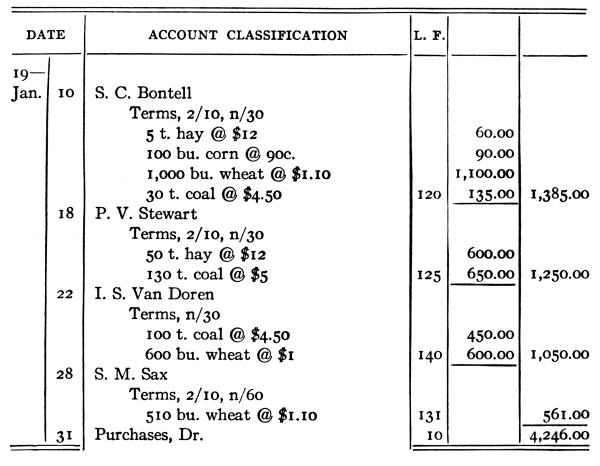 DATE ACCOUNT CLASSIFICATION L. F.
19—
Jan. 10 S. C. Bontell
Terms, 2/10, n/30
5 t. hay @ $12 60.00
100 bu. corn @ 90c. 90.00
1,000 bu. wheat @ $1.10 1,100.00
30 t. coal @ $4.50 120 135.00 1,385.00
18 P. V. Stewart
Terms, 2/10, n/30
50 t. hay @ $12 600.00
130 t. coal @ $5 125 650.00 1,250.00
22 I. S. Van Doren
Terms, n/30
100 t. coal @ $4.50 450.00
600 bu. wheat @ $1 140 600.00 1,050.00
28 S. M. Sax
Terms, 2/10, n/60
510 bu. wheat @ $1.10 131 561.00
31 Purchases, Dr. 10 4,246.00